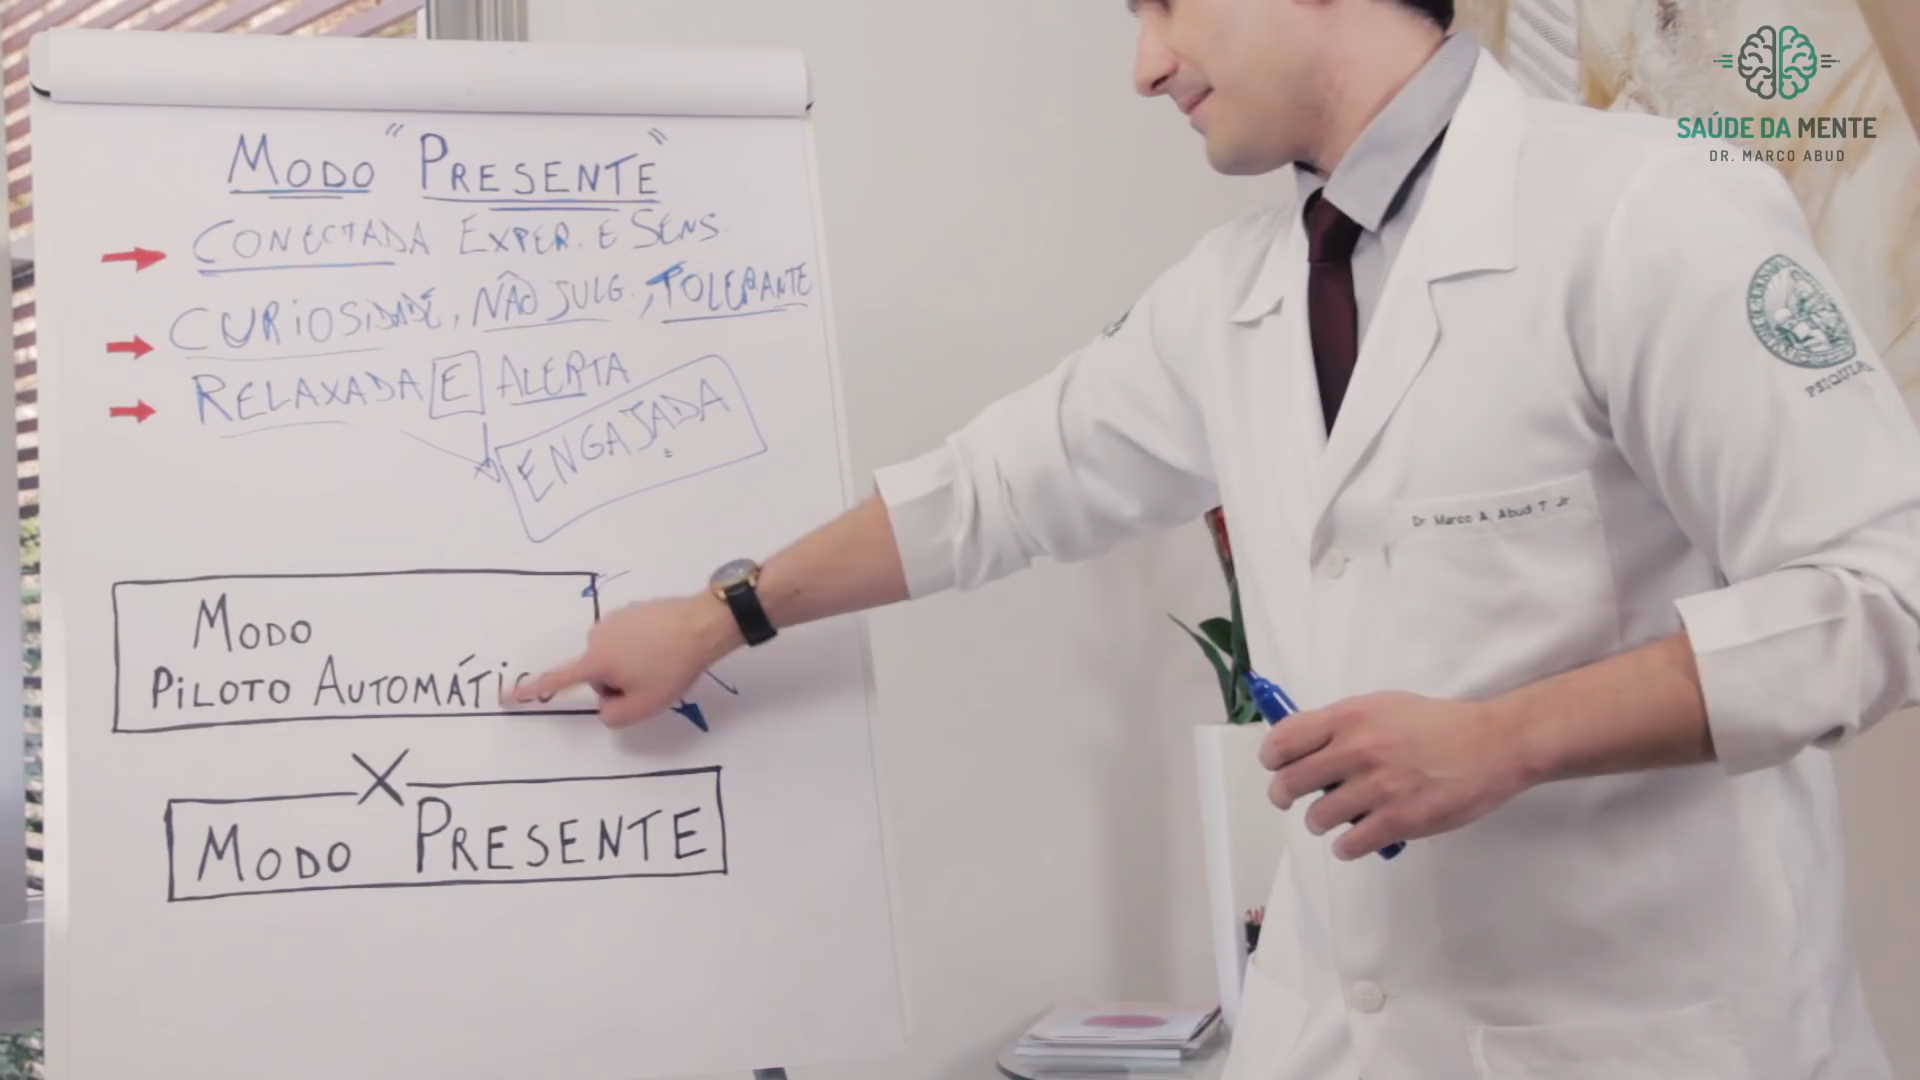 MODO "PRESENTE"
CONECTADA EXPER. E SENS.
CURIOSIDADE, NÃO JULG., TOLERANTE
RELAXADA E ALERTA
ENGAJADA
MODO
PILOTO AUTOMÁTICO
X
MODO PRESENTE
SAÚDE DA MENTE
DR. MARCO ABUD
Dr Marco A. Abud T. Jr